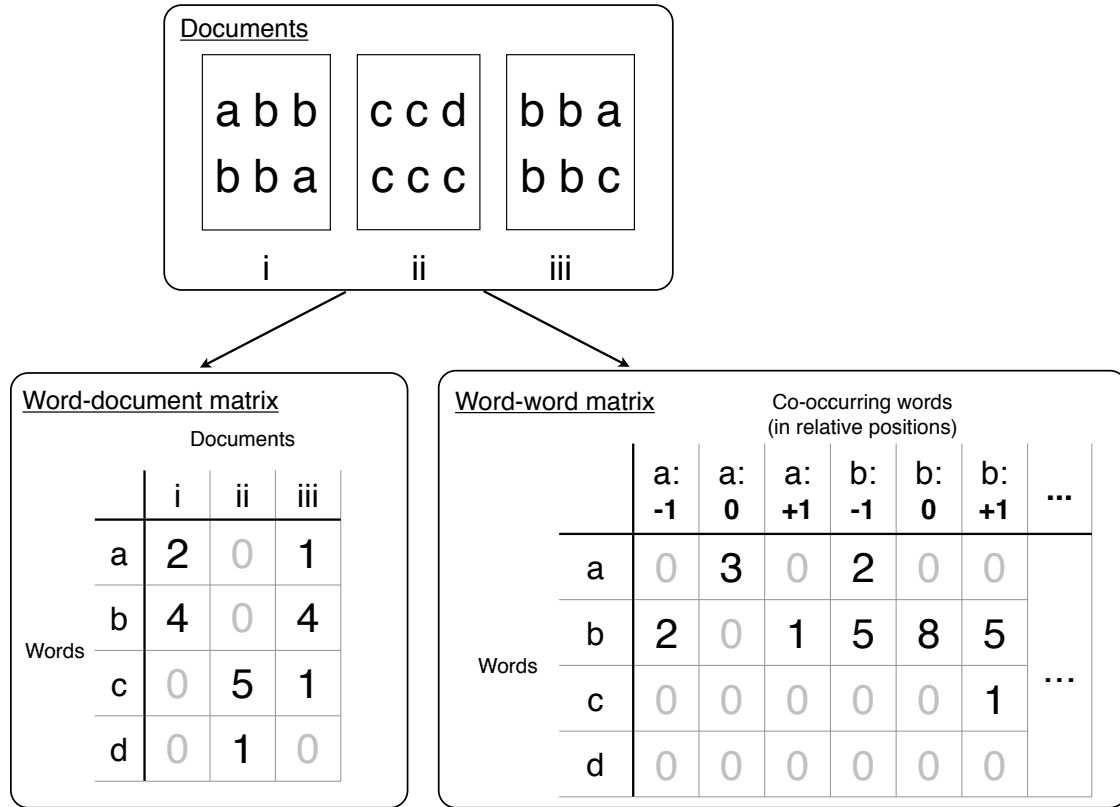 Documents
a b b c c d b b a
b b a c c c b b c
i ii iii
Word-document matrix
Documents
i ii iii
a 2 0 1
b 4 0 4
Words
c 0 5 1
d 0 1 0
Word-word matrix
Co-occurring words
(in relative positions)
a: a: a: b: b: b: ...
-1 0 +1 -1 0 +1
a 0 3 0 2 0 0
b 2 0 1 5 8 5
Words ...
c 0 0 0 0 0 1
d 0 0 0 0 0 0